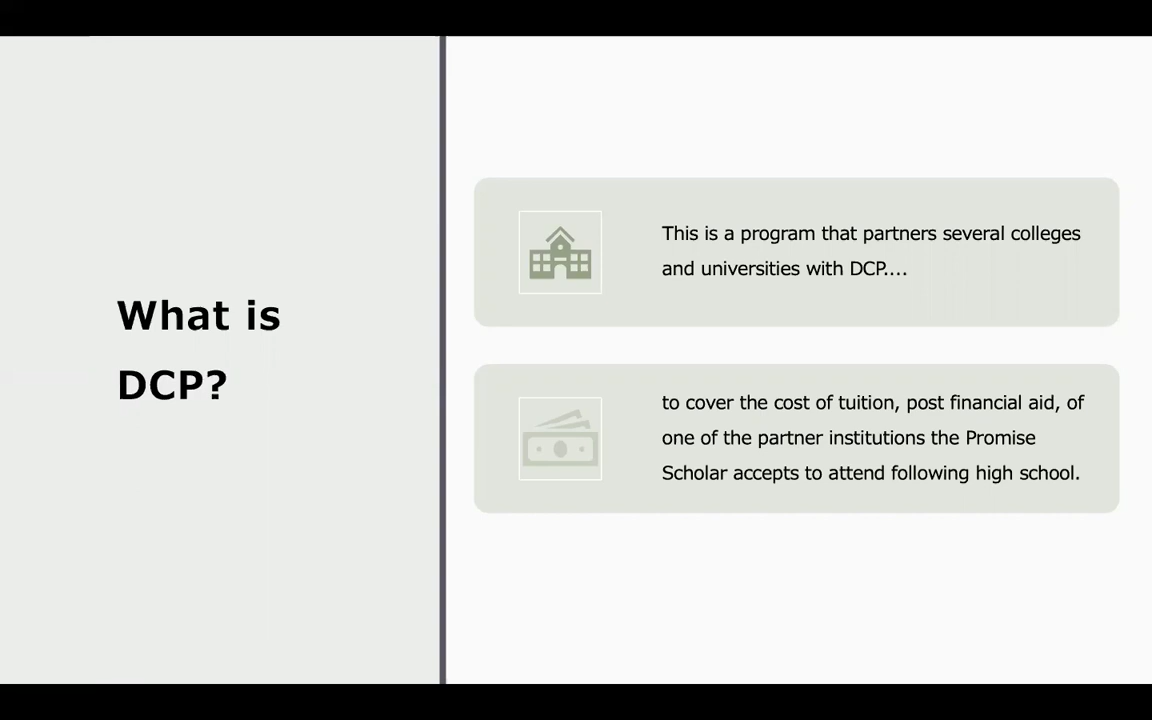 What is
DCP?
This is a program that partners several colleges
and universities with DCP....
to cover the cost of tuition, post financial aid, of
one of the partner institutions the Promise
Scholar accepts to attend following high school.